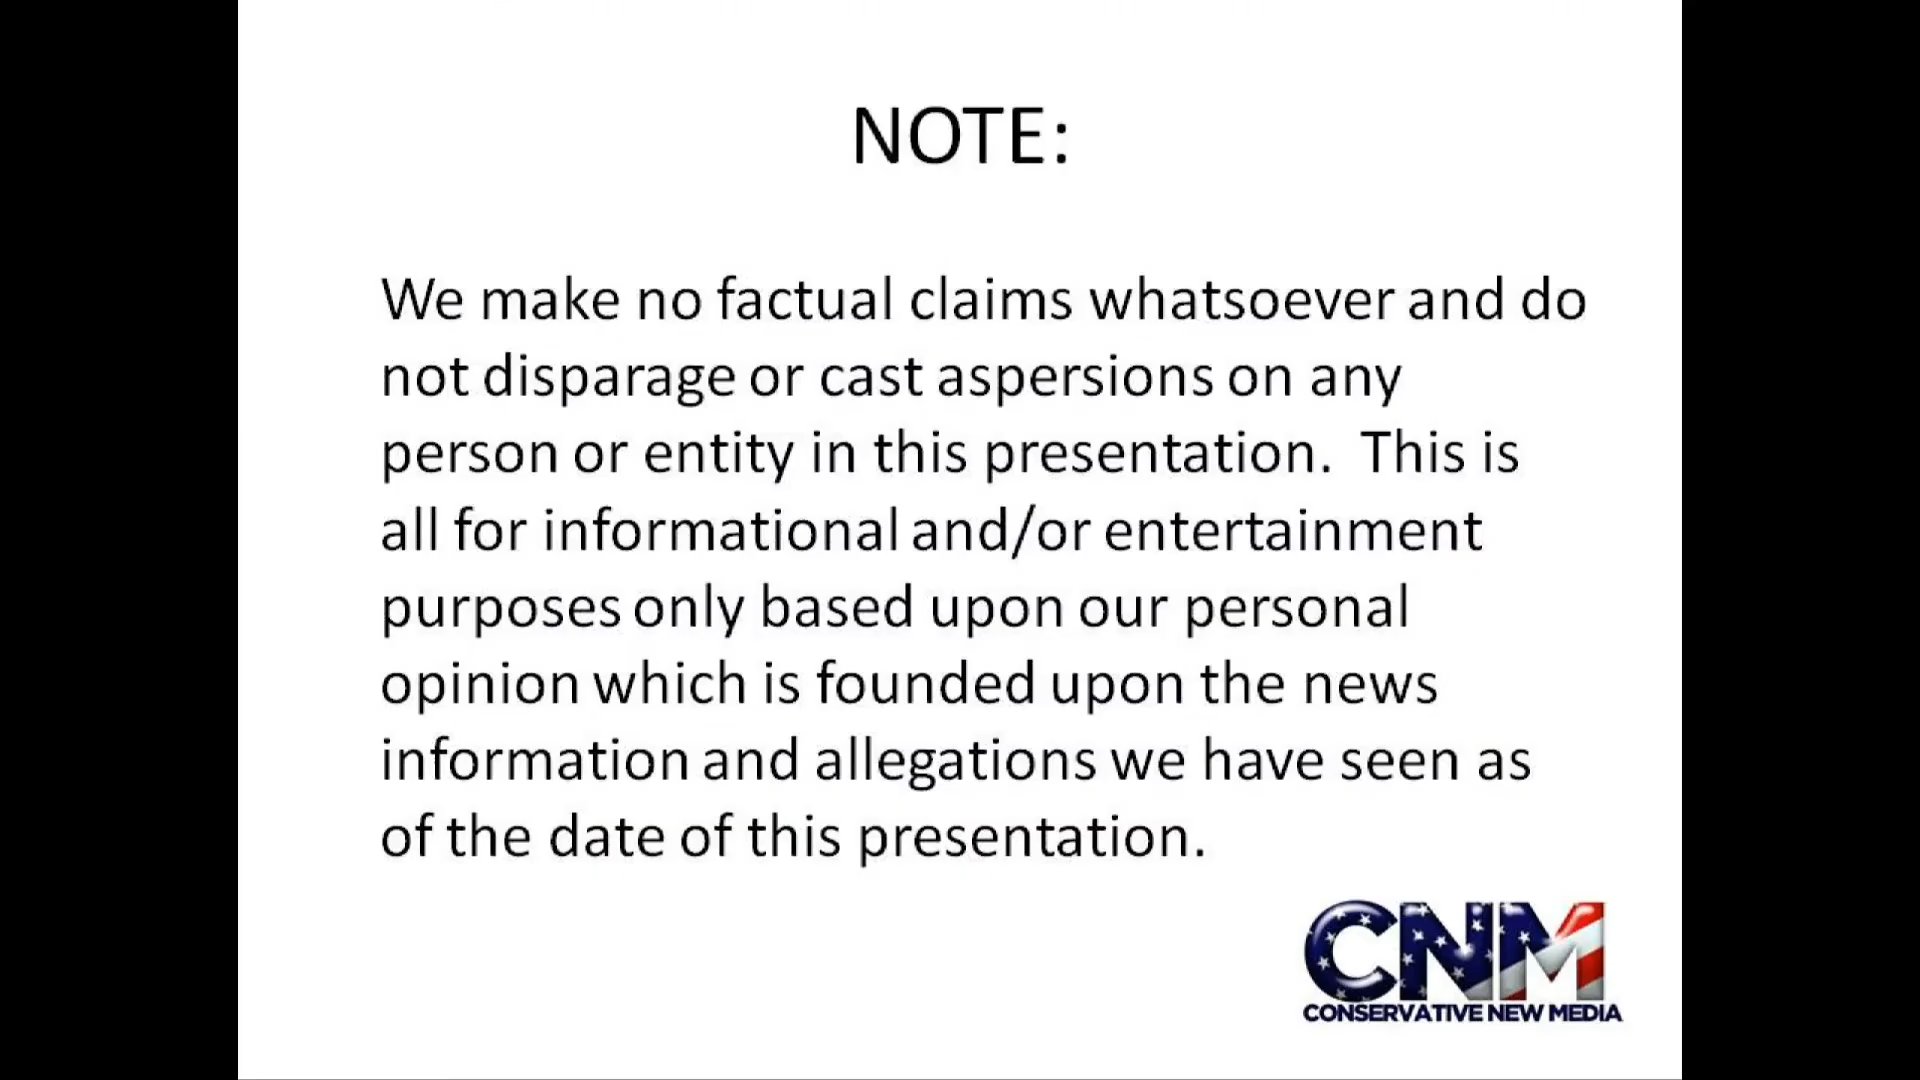 NOTE:
We make no factual claims whatsoever and do
not disparage or cast aspersions on any
person or entity in this presentation.  This is
all for informational and/or entertainment
purposes only based upon our personal
opinion which is founded upon the news
information and allegations we have seen as
of the date of this presentation.
CNM
CONSERVATIVE NEW MEDIA